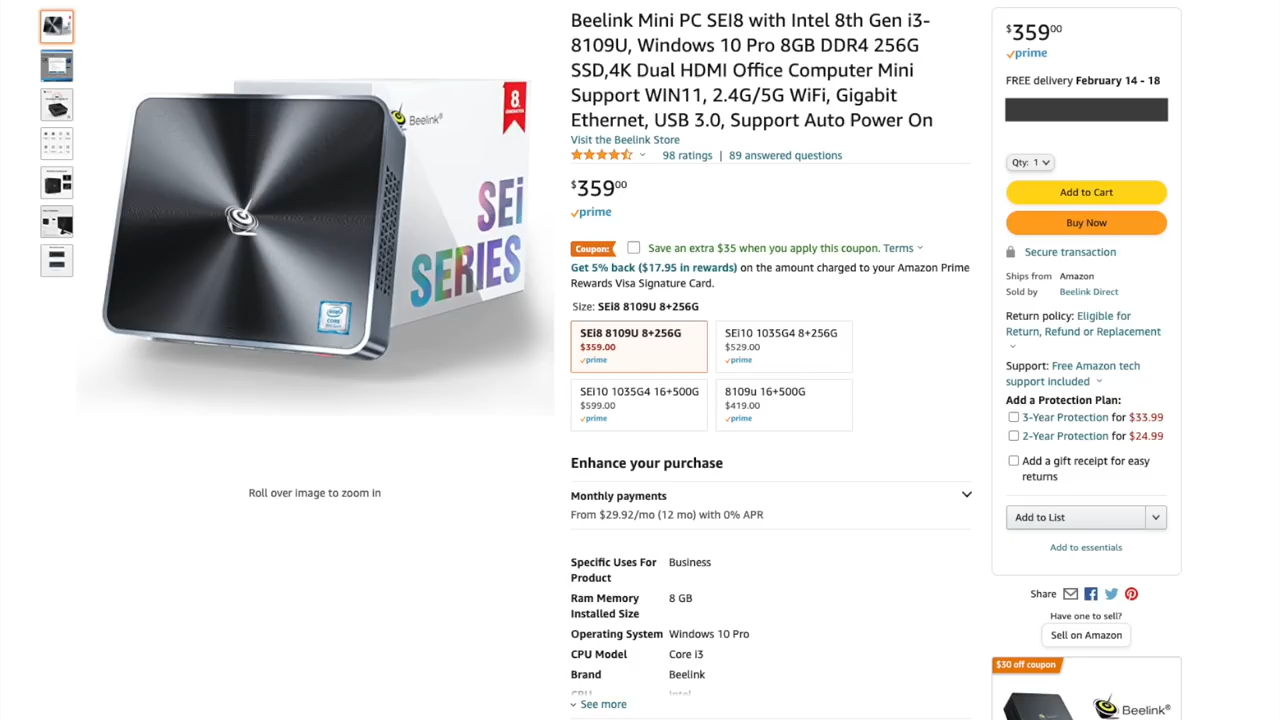 Beelink Mini PC SEI8 with Intel 8th Gen i3-
8109U, Windows 10 Pro 8GB DDR4 256G
SSD,4K Dual HDMI Office Computer Mini
Support WIN11, 2.4G/5G WiFi, Gigabit
Ethernet, USB 3.0, Support Auto Power On
Visit the Beelink Store
98 ratings | 89 answered questions
$359.00
prime
Coupon: Save an extra $35 when you apply this coupon. Terms
Get 5% back ($17.95 in rewards) on the amount charged to your Amazon Prime
Rewards Visa Signature Card.
Size: SEi8 8109U 8+256G
SEi8 8109U 8+256G
$359.00
prime
SEi10 1035G4 8+256G
$529.00
prime
SEI10 1035G4 16+500G
$599.00
prime
8109u 16+500G
$419.00
prime
Enhance your purchase
Monthly payments
From $29.92/mo (12 mo) with 0% APR
Specific Uses For Product Business
Ram Memory Installed Size 8 GB
Operating System Windows 10 Pro
CPU Model Core i3
Brand Beelink
See more
8
Beelink®
SEi
SERIES
intel
CORE
Roll over image to zoom in
$359.00
prime
FREE delivery February 14 - 18
Qty: 1
Add to Cart
Buy Now
Secure transaction
Ships from Amazon
Sold by Beelink Direct
Return policy: Eligible for
Return, Refund or Replacement
Support: Free Amazon tech
support included
Add a Protection Plan:
3-Year Protection for $33.99
2-Year Protection for $24.99
Add a gift receipt for easy
returns
Add to List
Add to essentials
Share
Have one to sell?
Sell on Amazon
$30 off coupon
Beelink®